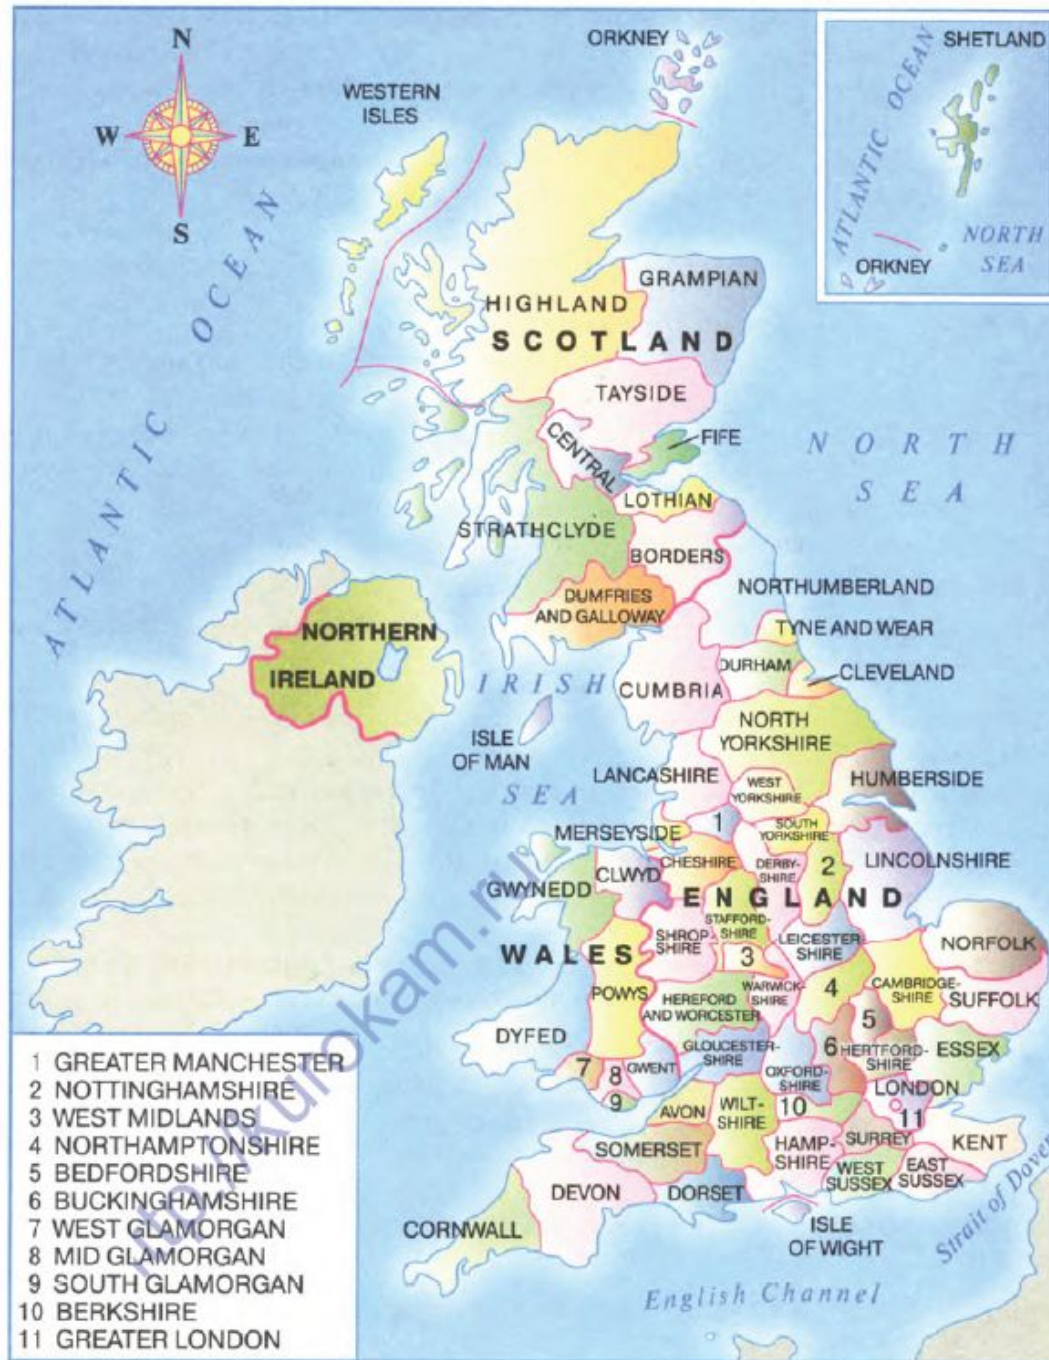 N
W E
S
ATLANTIC OCEAN
WESTERN
ISLES
ORKNEY
SHETLAND
ATLANTIC OCEAN
NORTH
SEA
ORKNEY
GRAMPIAN
HIGHLAND
SCOTLAND
TAYSIDE
CENTRAL
FIFE
NORTH
SEA
LOTHIAN
STRATHCLYDE
BORDERS
NORTHUMBERLAND
DUMFRIES
AND GALLOWAY
TYNE AND WEAR
NORTHERN
IRELAND
DURHAM
CLEVELAND
IRISH
SEA
CUMBRIA
ISLE
OF MAN
NORTH
YORKSHIRE
LANCASHIRE
WEST
YORKSHIRE
HUMBERSIDE
1
SOUTH
YORKSHIRE
MERSEYSIDE
CHESHIRE
DERBY-
SHIRE
2
LINCOLNSHIRE
GWYNEDD
CLWYD
ENGLAND
STAFFORD-
SHIRE
SHROP-
SHIRE
3
LEICESTER-
SHIRE
NORFOLK
WALES
POWYS
HEREFORD
AND WORCESTER
WARWICK-
SHIRE
4
CAMBRIDGE-
SHIRE
SUFFOLK
DYFED
5
GLOUCESTER-
SHIRE
6
HERTFORD-
SHIRE
ESSEX
7
8
GWENT
OXFORD-
SHIRE
LONDON
9
AVON
WILT-
SHIRE
10
11
SOMERSET
HAMP-
SHIRE
SURREY
KENT
DEVON
DORSET
WEST
SUSSEX
EAST
SUSSEX
CORNWALL
ISLE
OF WIGHT
Strait of Dover
English Channel
1 GREATER MANCHESTER
2 NOTTINGHAMSHIRE
3 WEST MIDLANDS
4 NORTHAMPTONSHIRE
5 BEDFORDSHIRE
6 BUCKINGHAMSHIRE
7 WEST GLAMORGAN
8 MID GLAMORGAN
9 SOUTH GLAMORGAN
10 BERKSHIRE
11 GREATER LONDON
http://kurokam.ru